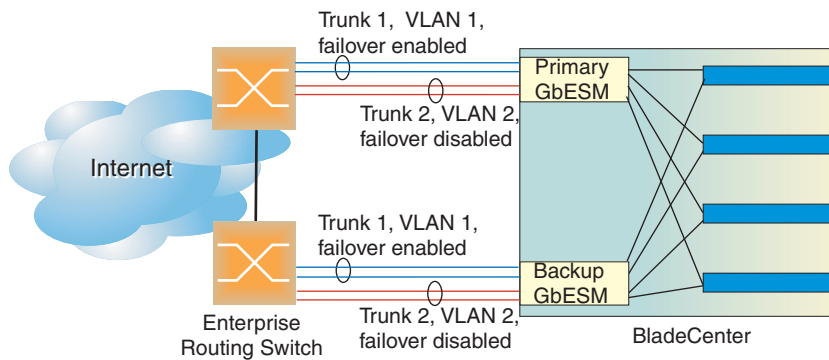 Trunk 1, VLAN 1,
failover enabled
Primary
GbESM
Trunk 2, VLAN 2,
failover disabled
Internet
Trunk 1, VLAN 1,
failover enabled
Backup
GbESM
Trunk 2, VLAN 2,
failover disabled
Enterprise
Routing Switch
BladeCenter